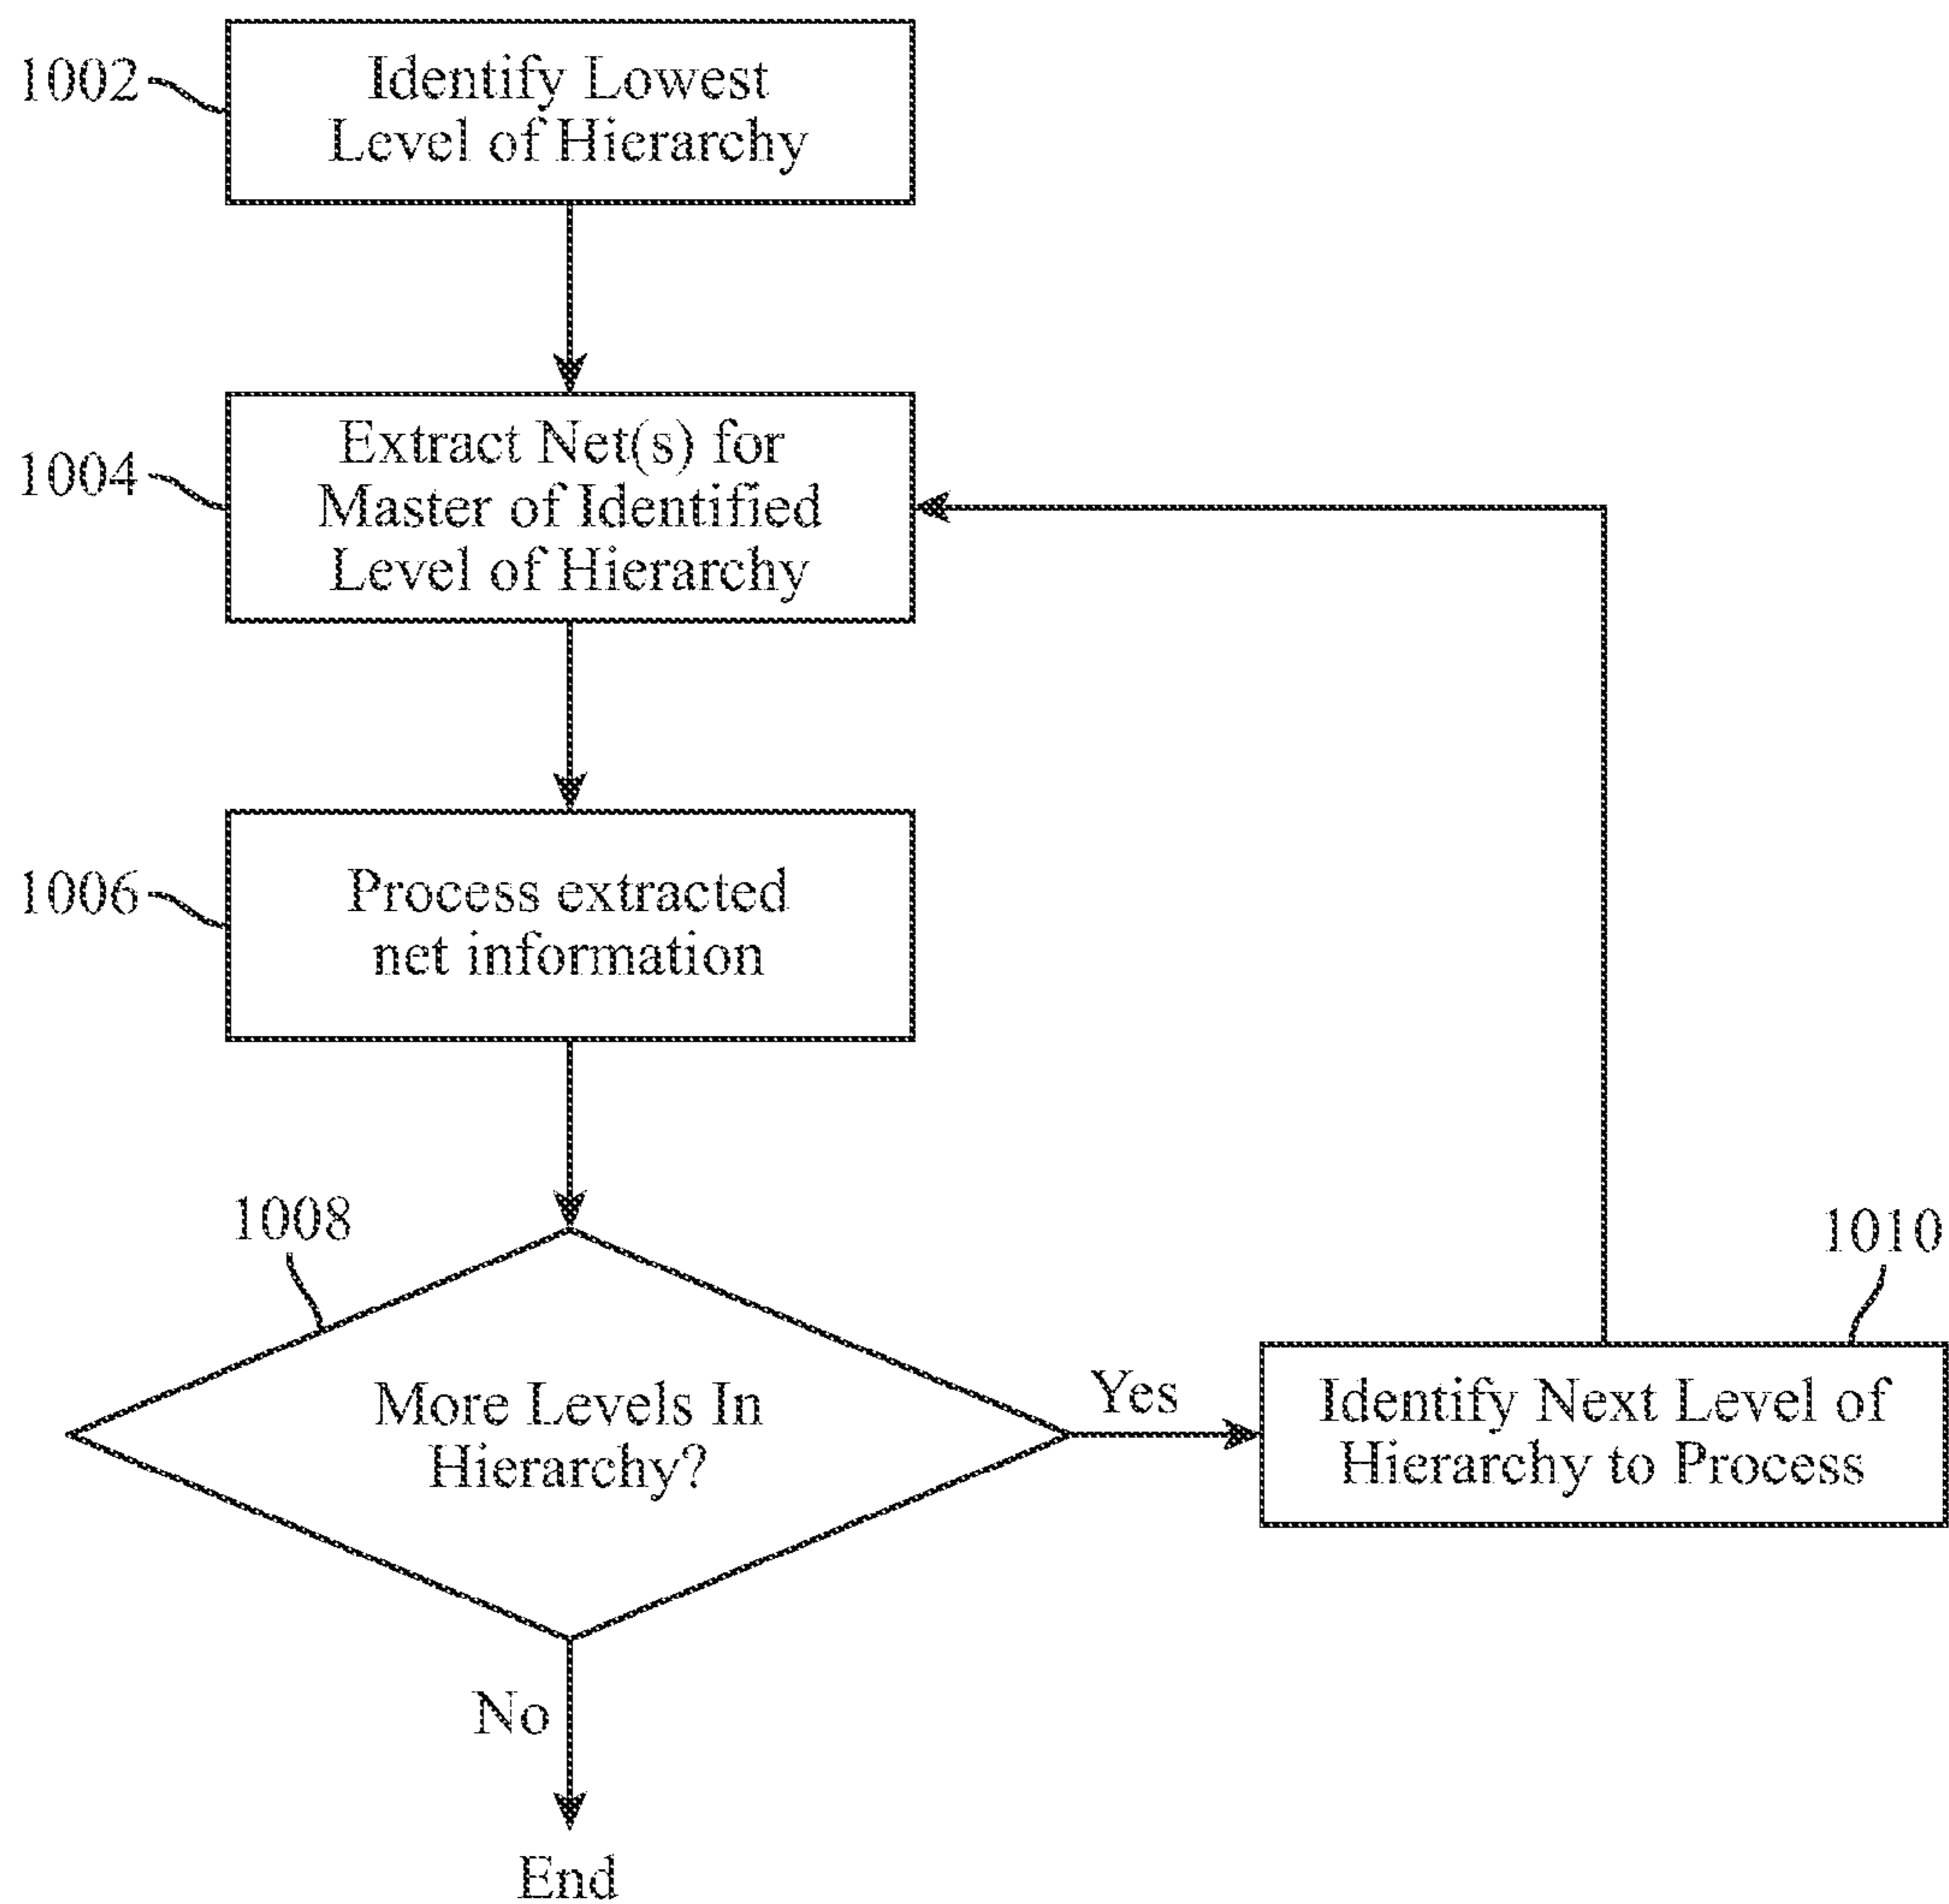 1002
Identify Lowest
Level of Hierarchy
1004
Extract Net(s) for
Master of Identified
Level of Hierarchy
1006
Process extracted
net information
1008
More Levels In
Hierarchy?
Yes
1010
Identify Next Level of
Hierarchy to Process
No
End